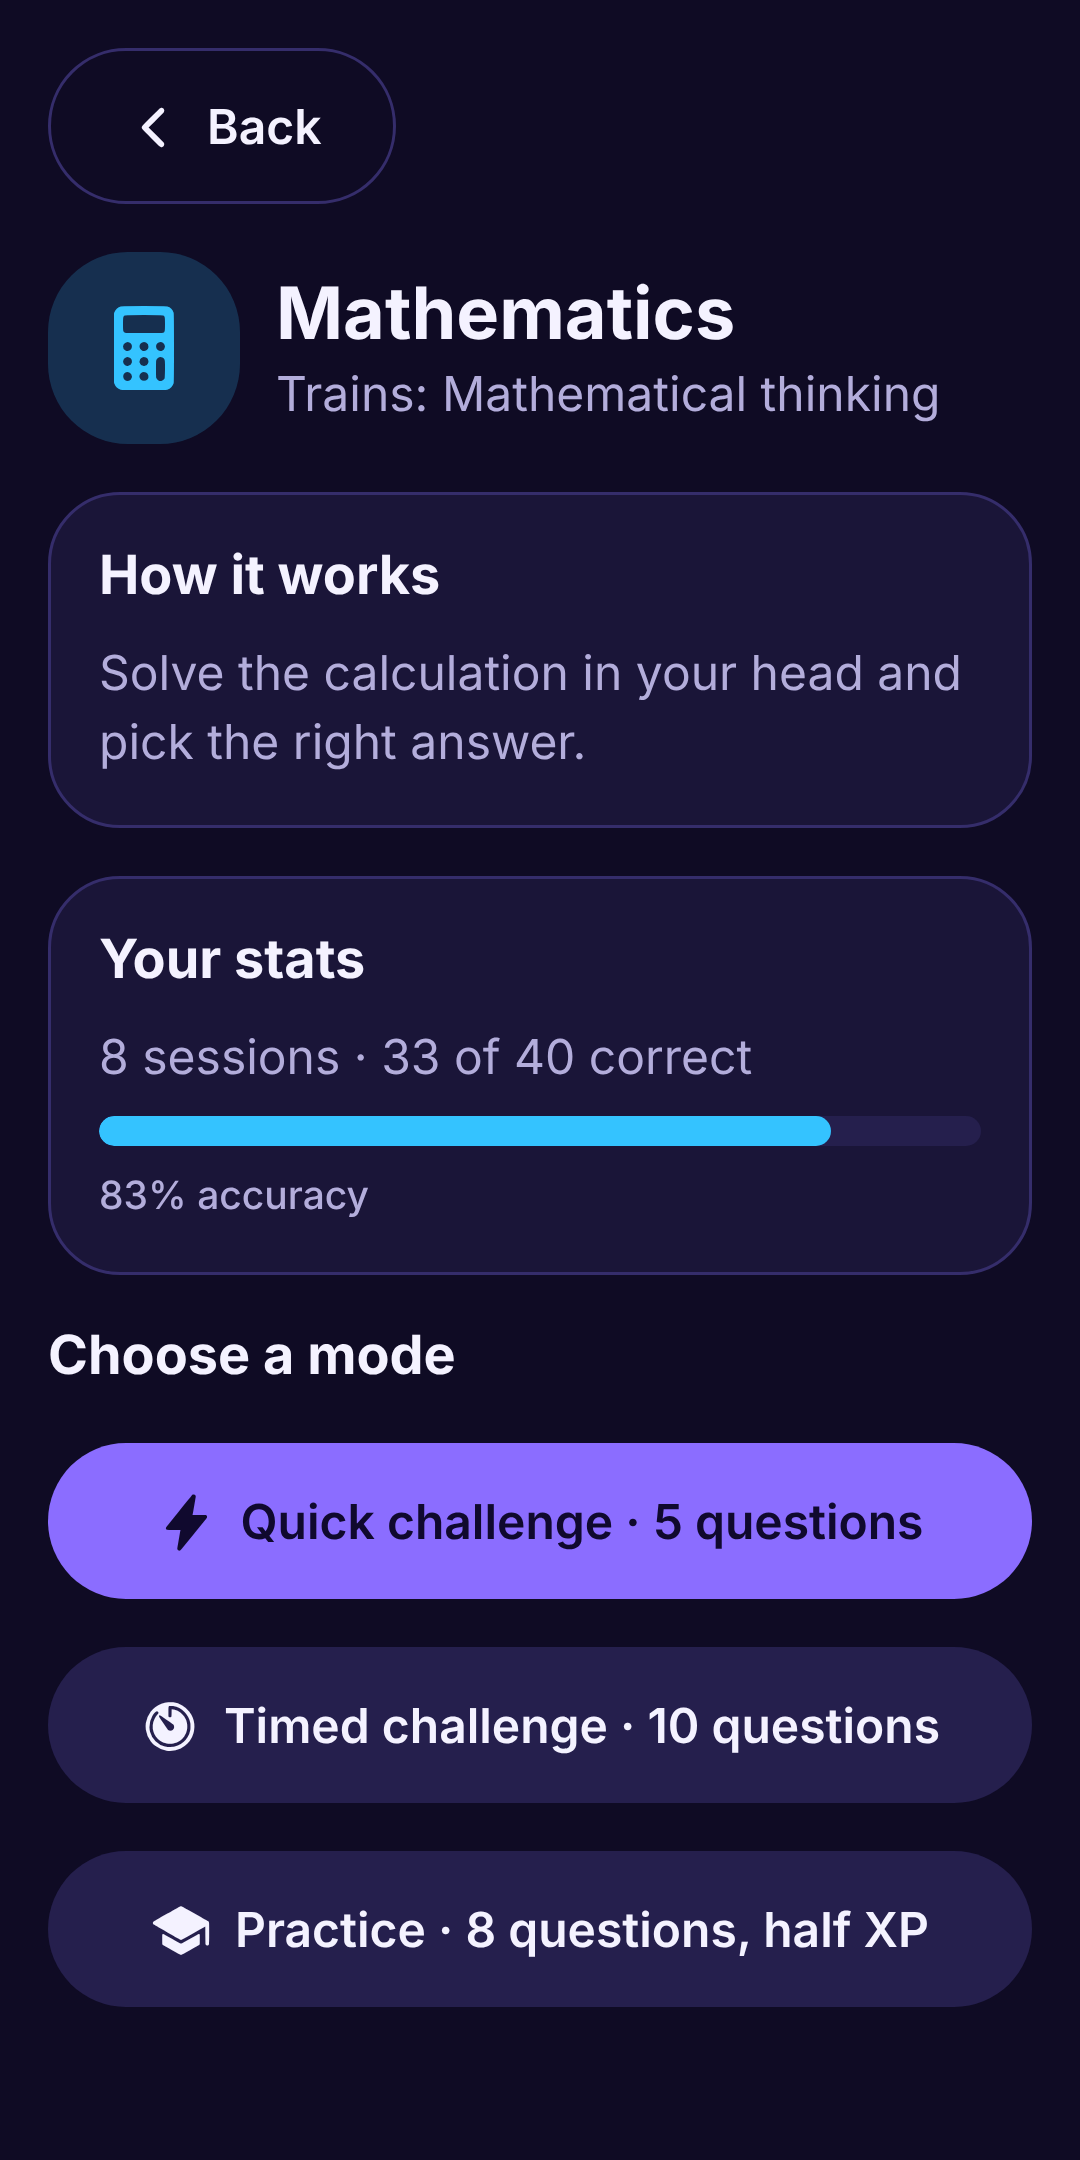 Back
Mathematics
Trains: Mathematical thinking
How it works
Solve the calculation in your head and
pick the right answer.
Your stats
8 sessions · 33 of 40 correct
83% accuracy
Choose a mode
Quick challenge · 5 questions
Timed challenge · 10 questions
Practice · 8 questions, half XP